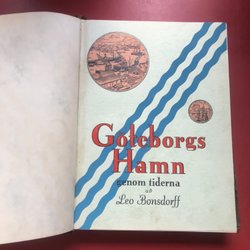 Göteborgs
Hamn
genom tiderna
av
Leo Bonsdorff